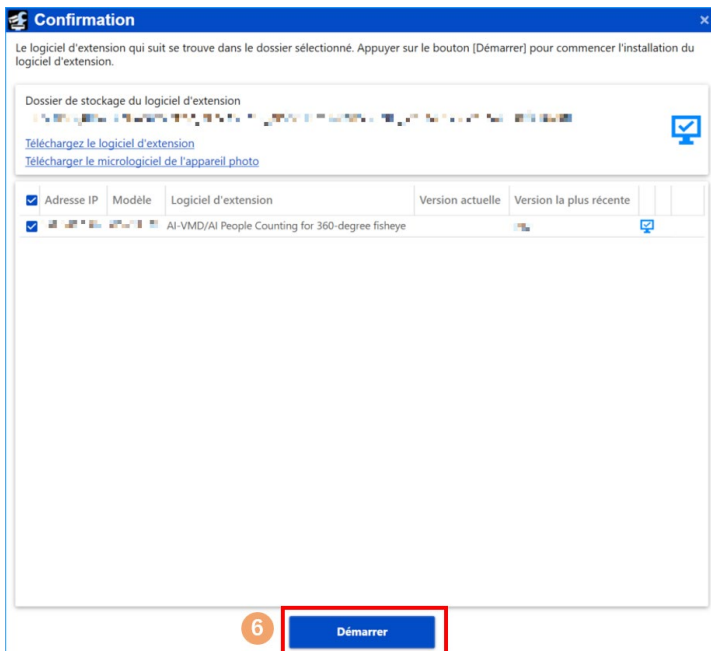 Confirmation
Le logiciel d'extension qui suit se trouve dans le dossier sélectionné. Appuyer sur le bouton [Démarrer] pour commencer l'installation du
logiciel d'extension.
Dossier de stockage du logiciel d'extension
Téléchargez le logiciel d'extension
Télécharger le micrologiciel de l'appareil photo
Adresse IP Modèle Logiciel d'extension Version actuelle Version la plus récente
AI-VMD/AI People Counting for 360-degree fisheye
6 Démarrer